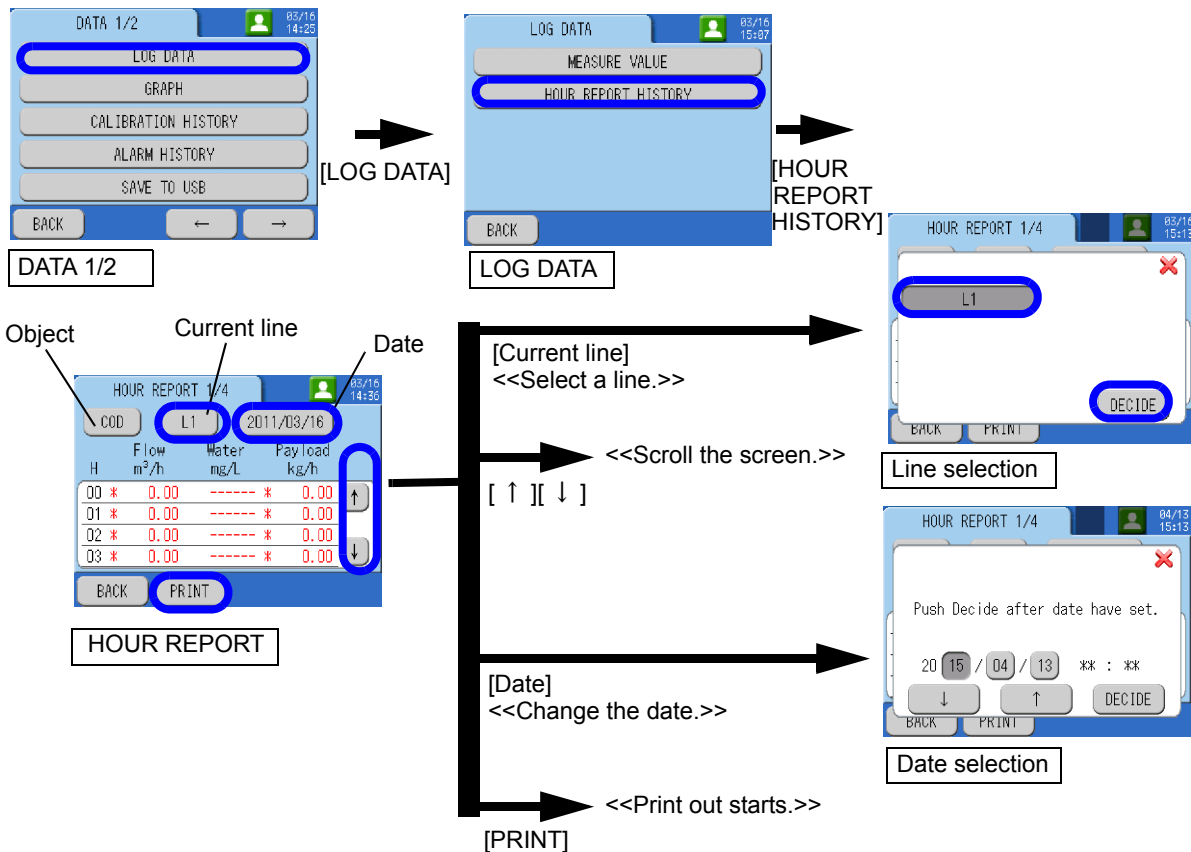 DATA 1/2
03/16
14:25
LOG DATA
GRAPH
CALIBRATION HISTORY
ALARM HISTORY
SAVE TO USB
BACK
←
→
DATA 1/2
[LOG DATA]
LOG DATA
03/16
15:07
MEASURE VALUE
HOUR REPORT HISTORY
BACK
LOG DATA
[HOUR
REPORT
HISTORY]
HOUR REPORT 1/4
03/16
15:13
L1
DECIDE
BACK
PRINT
Line selection
Object
Current line
Date
HOUR REPORT 1/4
03/16
14:36
COD
L1
2011/03/16
Flow Water Payload
H m³/h mg/L kg/h
00 * 0.00 ------ * 0.00 ↑
01 * 0.00 ------ * 0.00
02 * 0.00 ------ * 0.00
03 * 0.00 ------ * 0.00 ↓
BACK
PRINT
HOUR REPORT
[Current line]
<<Select a line.>>
<<Scroll the screen.>>
[ ↑ ][ ↓ ]
[Date]
<<Change the date.>>
<<Print out starts.>>
[PRINT]
HOUR REPORT 1/4
04/13
15:13
Push Decide after date have set.
20 15 / 04 / 13 ** : **
↓
↑
DECIDE
BACK
PRINT
Date selection